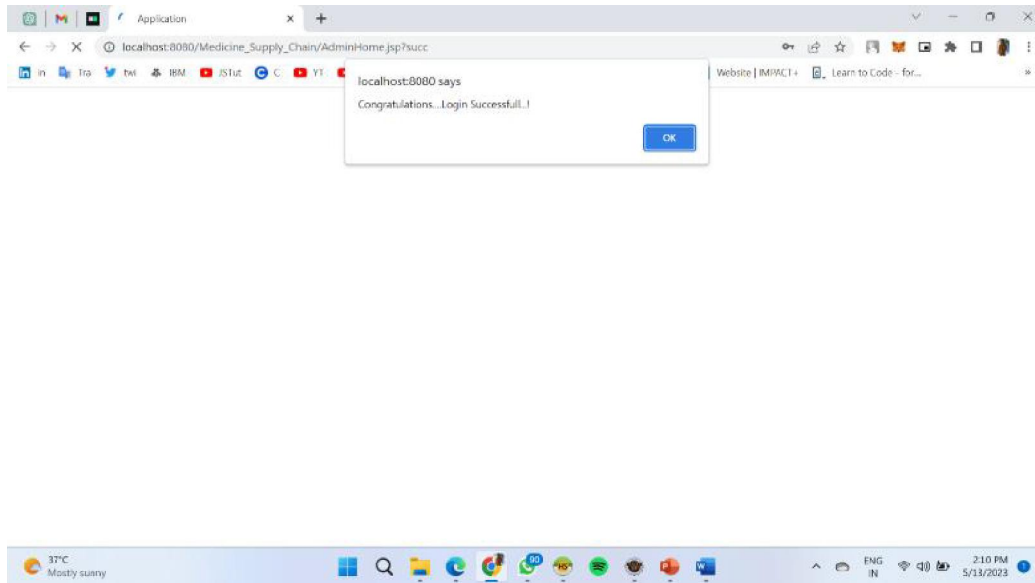 Application
localhost:8080/Medicine_Supply_Chain/AdminHome.jsp?succ
in Tra twi IBM JSTut C YT Website | IMPACT+ Learn to Code - for...
localhost:8080 says
Congratulations...Login Successfull..!
OK
37°C
Mostly sunny
90
ENG
IN
2:10 PM
5/13/2023